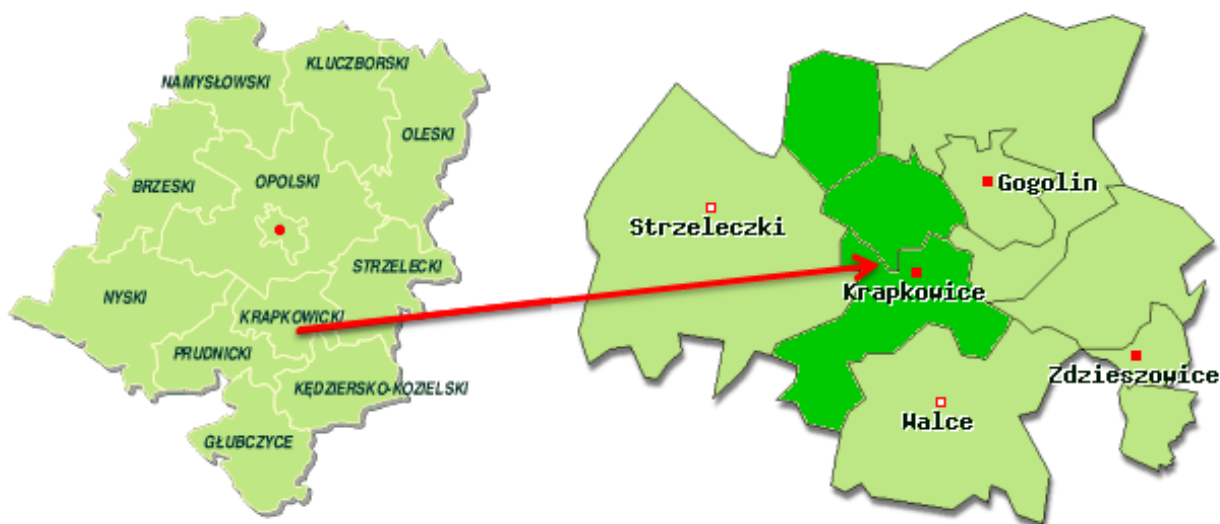 KLUCZBORSKI
NAMYSŁOWSKI
OLESKI
BRZESKI
OPOLSKI
STRZELECKI
NYSKI
KRAPKOWICKI
PRUDNICKI
KĘDZIERSKO-KOZIELSKI
GŁUBCZYCE
Gogolin
Strzeleczki
Krapkowice
Zdzieszowice
Walce